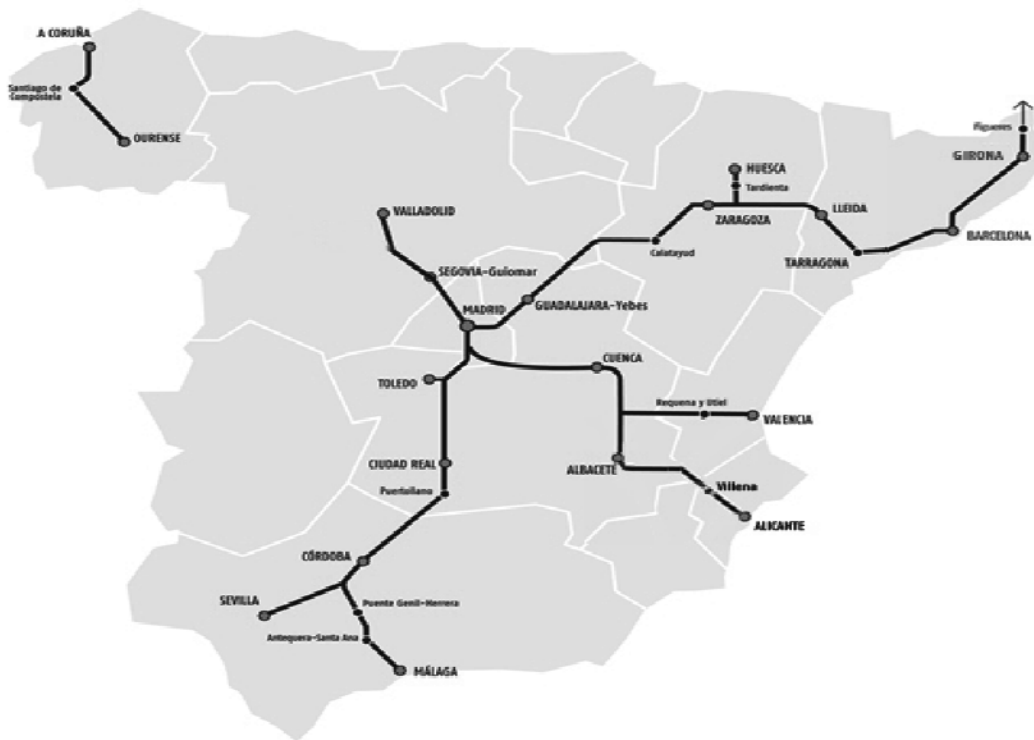 A CORUÑA
Santiago de
Compostela
OURENSE
Figueres
GIRONA
HUESCA
Tardienta
VALLADOLID
ZARAGOZA
LLEIDA
BARCELONA
Calatayud
TARRAGONA
SEGOVIA-Guiomar
GUADALAJARA-Yebes
MADRID
CUENCA
TOLEDO
Requena y Utiel
VALENCIA
CIUDAD REAL
ALBACETE
Puertollano
Villena
ALICANTE
CÓRDOBA
SEVILLA
Puente Genil-Herrera
Antequera-Santa Ana
MÁLAGA